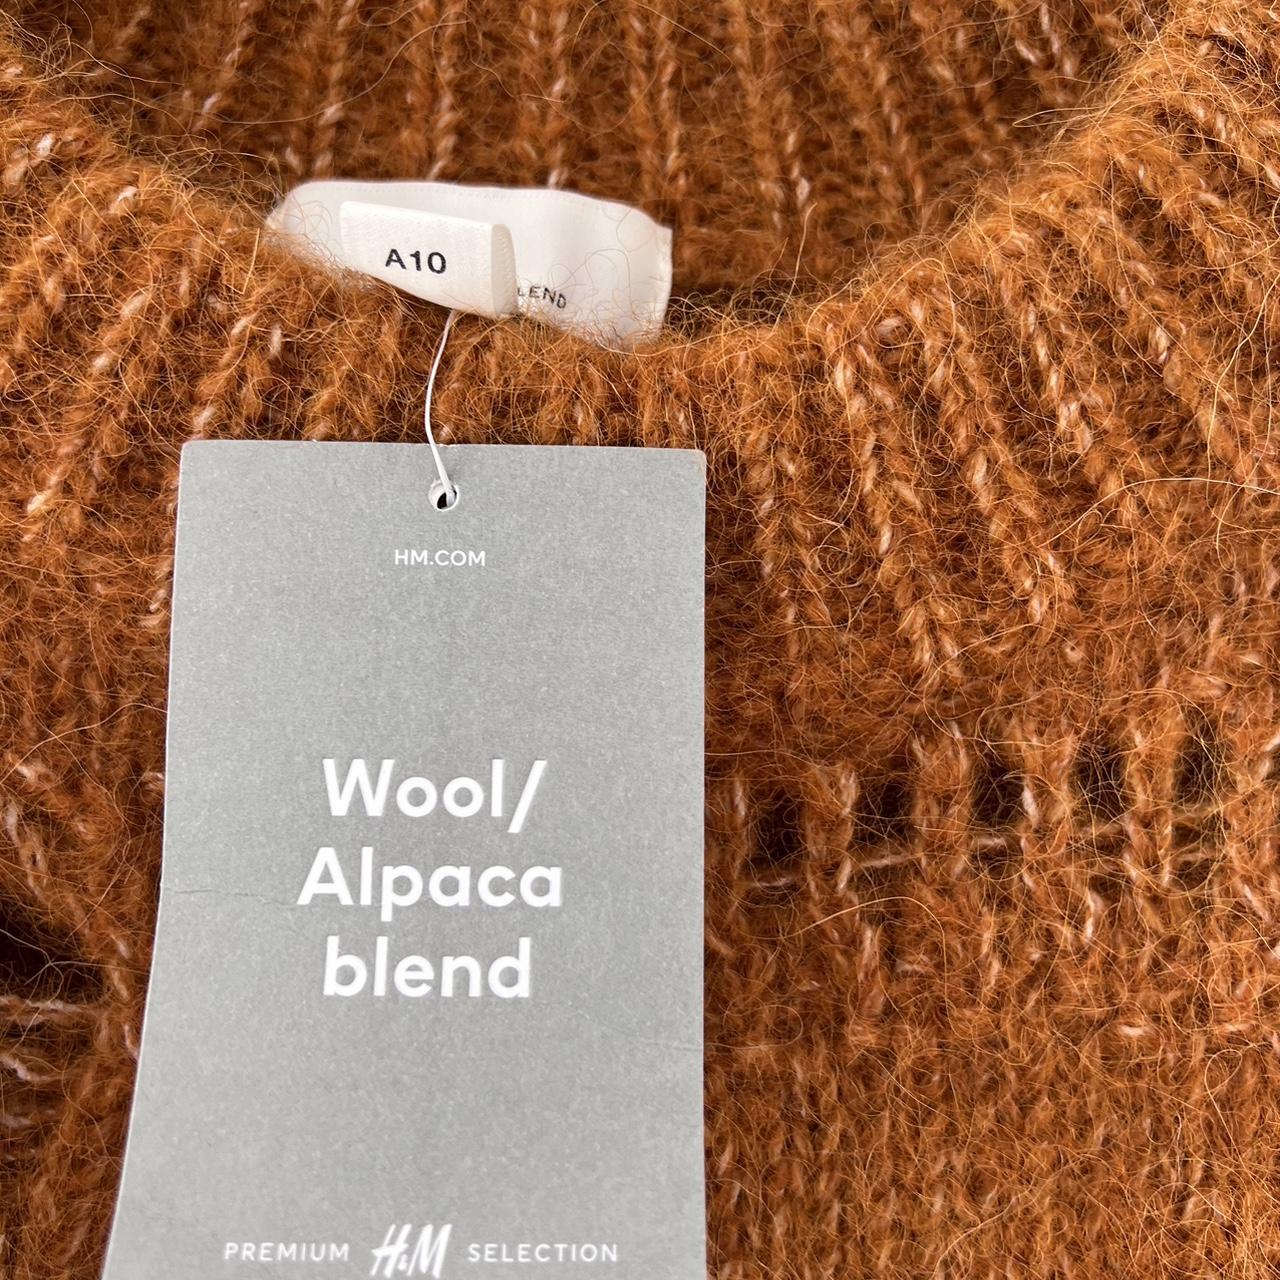 A10
HM.COM
Wool/
Alpaca
blend
PREMIUM H&M SELECTION